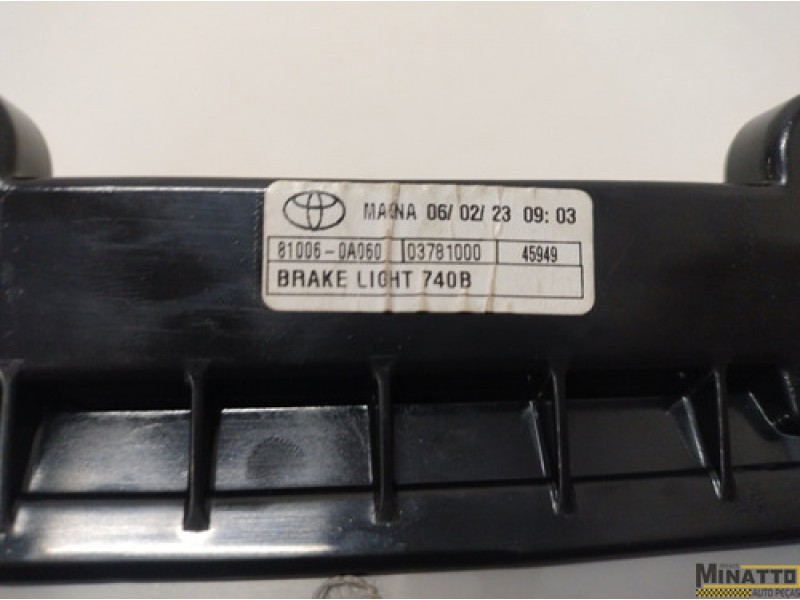 MAGNA 06/ 02/ 23 09: 03
81006-0A060 03781000 45949
BRAKE LIGHT 740B
MINATTO
AUTO PEÇAS